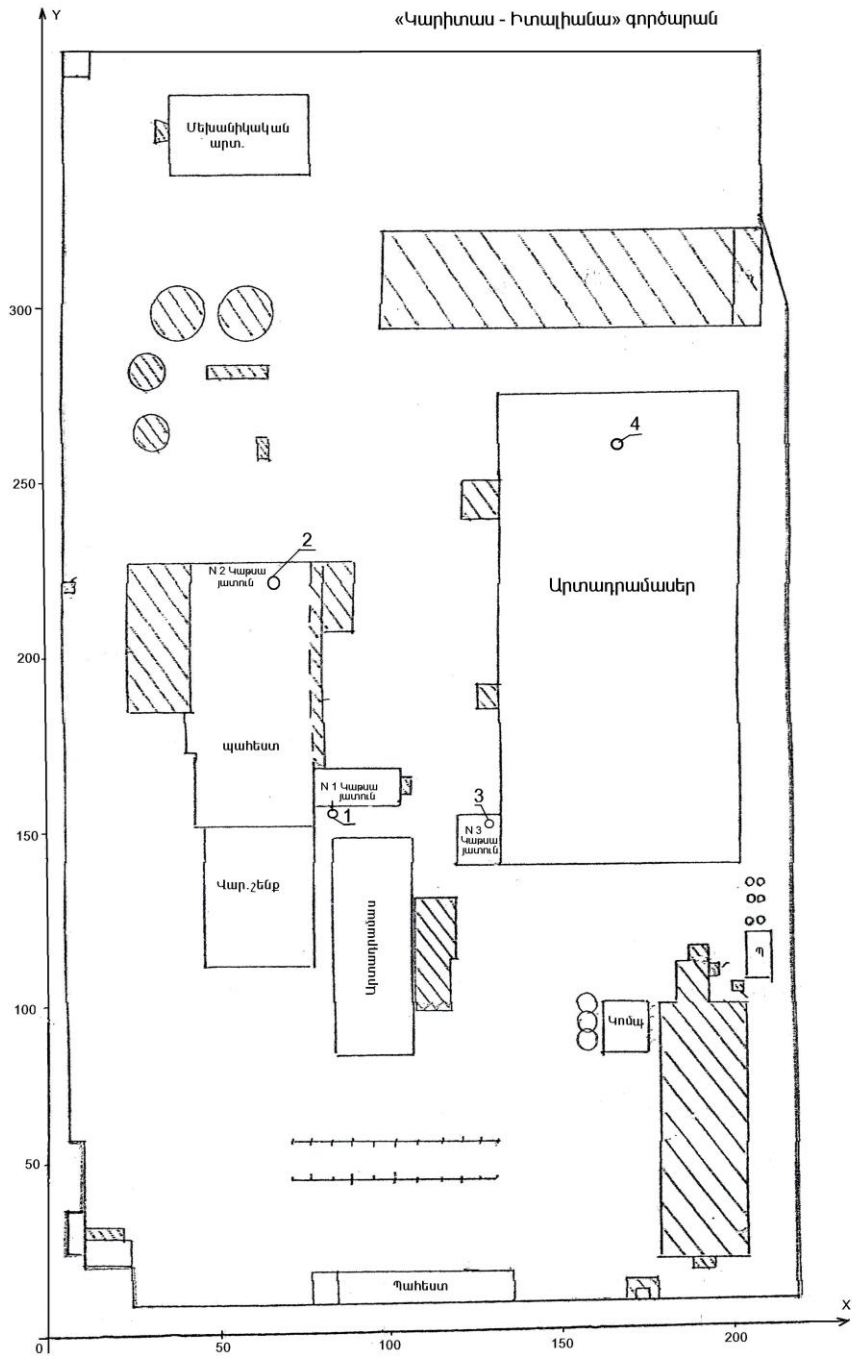 Y
«Կարիտաս - Իտալիանա» գործարան
Մեխանիկական
արտ.
300
4
250
2
N 2 Կաթսա
յատուն
Արտադրամասեր
200
պահեստ
N 1 Կաթսա
յատուն
1
3
150
N 3
Կաթսա
յատուն
Վար.շենք
Արտադրամաս
Պ
100
Կոմպ
50
Պահեստ
X
0
50
100
150
200